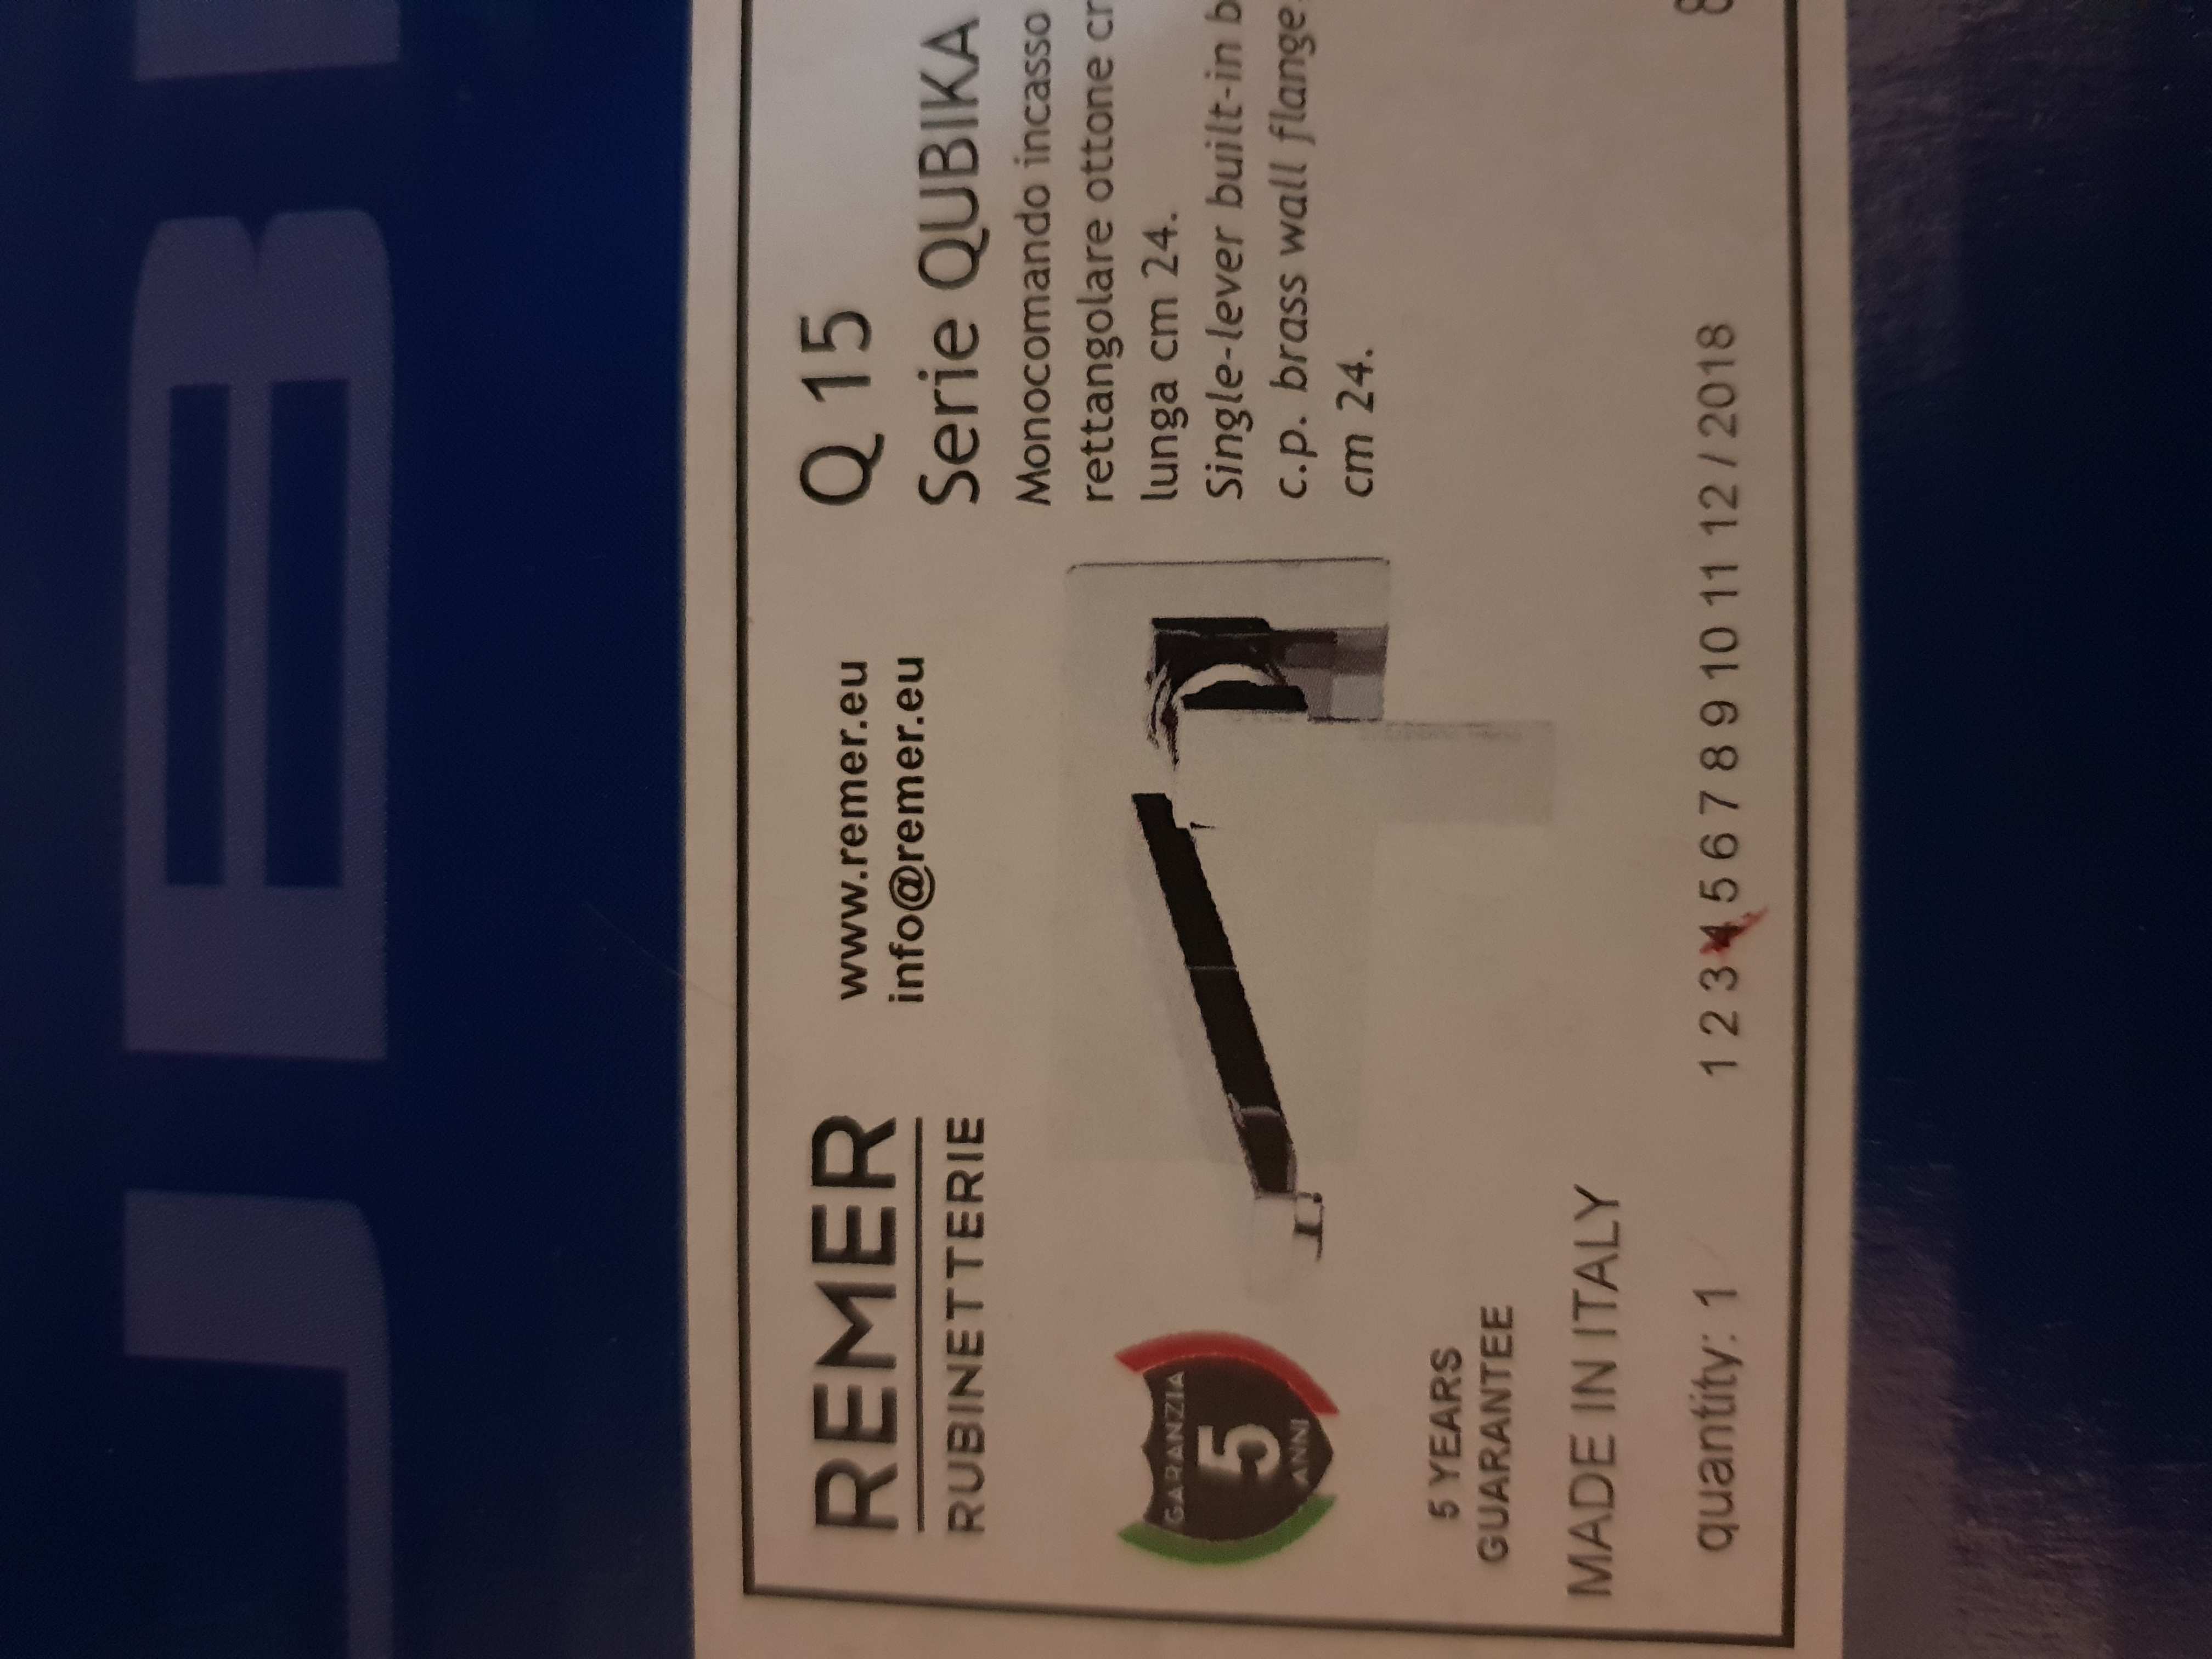 REMER
RUBINETTERIE
www.remer.eu
info@remer.eu
Q 15
Serie QUBIKA
Monocomando incasso
rettangolare ottone cr
lunga cm 24.
Single-lever built-in b
c.p. brass wall flange
cm 24.
GARANZIA
5
ANNI
5 YEARS
GUARANTEE
MADE IN ITALY
quantity: 1
1 2 3 4 5 6 7 8 9 10 11 12 / 2018